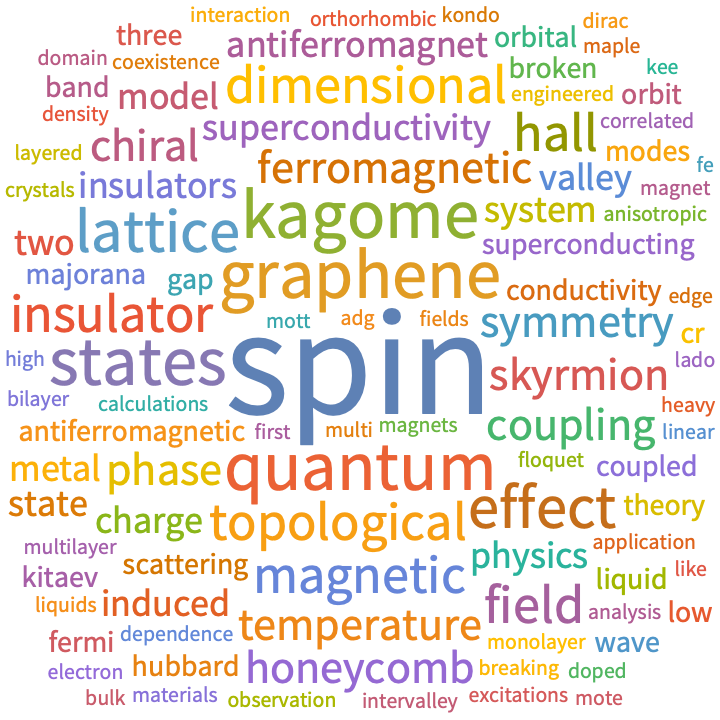 interaction
orthorhombic
kondo
dirac
three
antiferromagnet
orbital
maple
domain
coexistence
broken
kee
band
model
dimensional
engineered
orbit
density
superconductivity
hall
correlated
layered
chiral
ferromagnetic
modes
fe
crystals
insulators
valley
magnet
two
lattice
kagome
system
anisotropic
superconducting
majorana
gap
graphene
conductivity
edge
insulator
mott
adg
fields
symmetry
cr
high
states
spin
skyrmion
lado
bilayer
calculations
heavy
antiferromagnetic
first
multi
magnets
coupling
linear
metal
phase
quantum
floquet
coupled
state
charge
topological
effect
theory
multilayer
scattering
physics
application
kitaev
magnetic
liquid
like
liquids
induced
field
analysis
low
fermi
dependence
temperature
monolayer
wave
electron
hubbard
honeycomb
breaking
doped
bulk
materials
observation
intervalley
excitations
mote